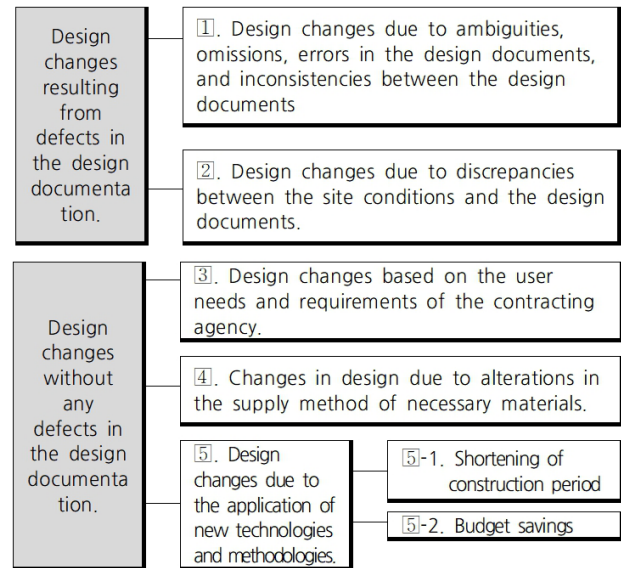 Design
changes
resulting
from
defects in
the design
documenta
tion.
1. Design changes due to ambiguities,
omissions, errors in the design documents,
and inconsistencies between the design
documents
2. Design changes due to discrepancies
between the site conditions and the design
documents.
Design
changes
without
any
defects in
the design
documenta
tion.
3. Design changes based on the user
needs and requirements of the contracting
agency.
4. Changes in design due to alterations in
the supply method of necessary materials.
5. Design
changes due to
the application of
new technologies
and methodologies.
5-1. Shortening of
construction period
5-2. Budget savings